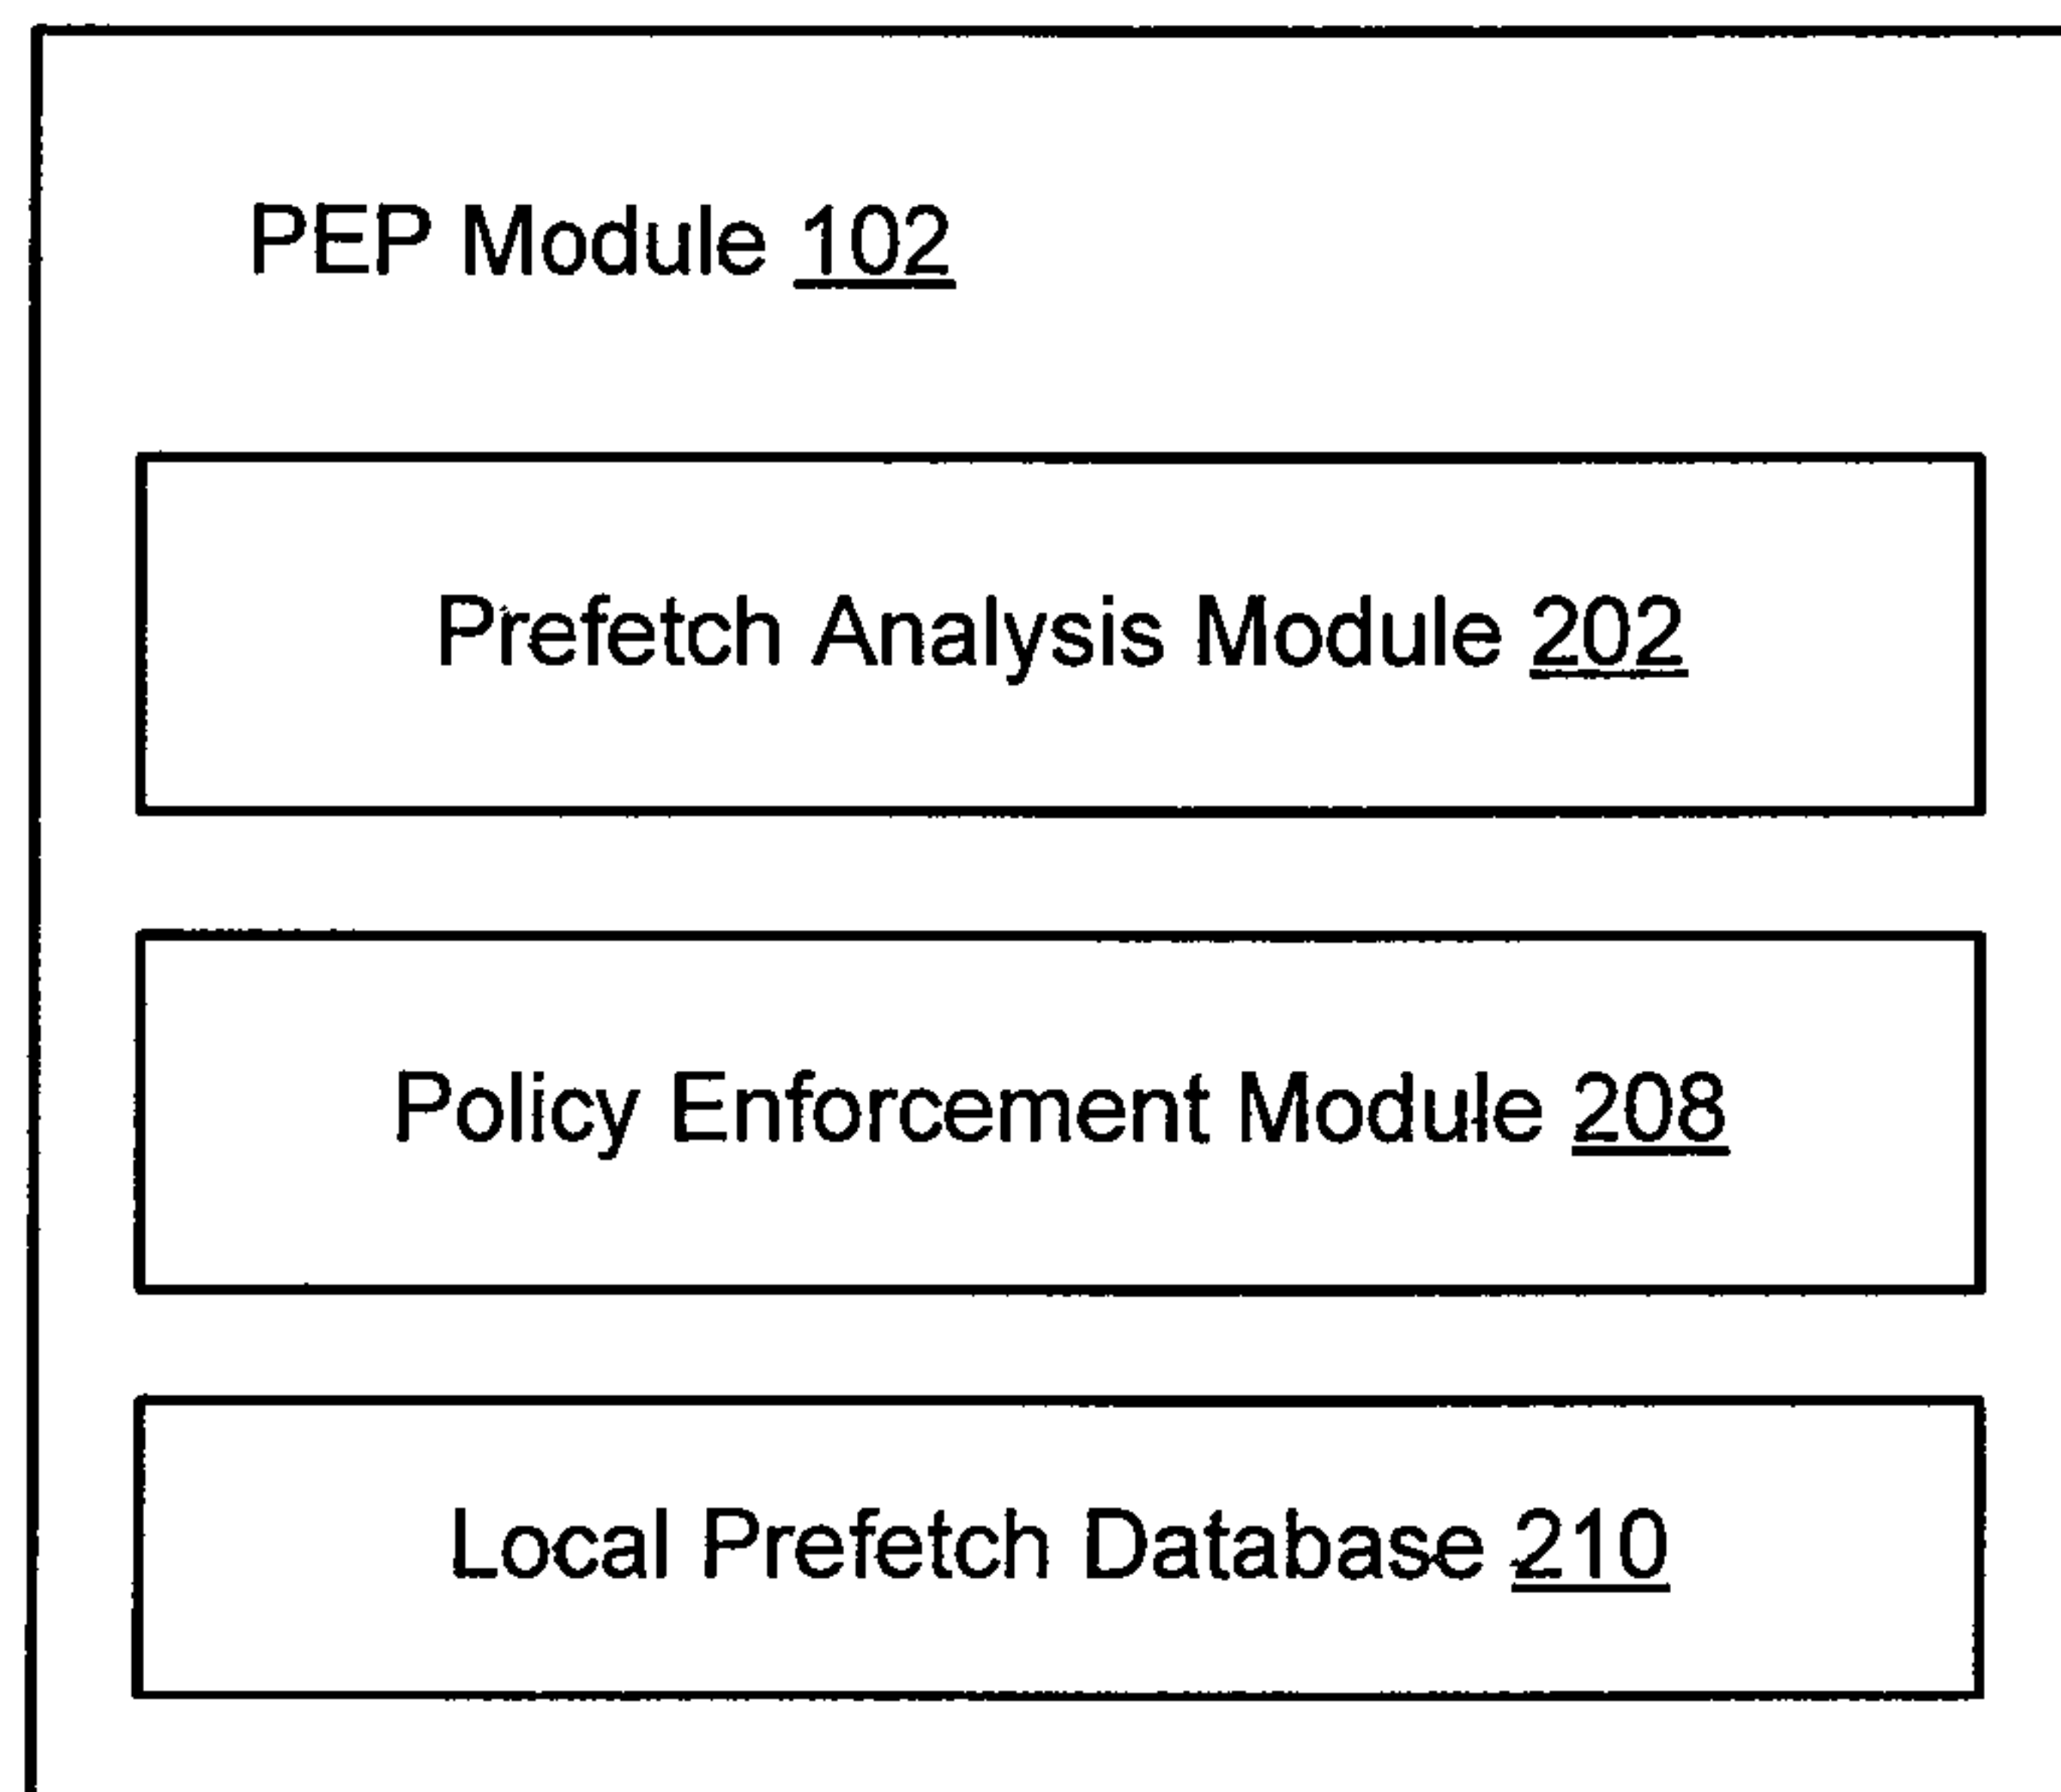 PEP Module 102
Prefetch Analysis Module 202
Policy Enforcement Module 208
Local Prefetch Database 210